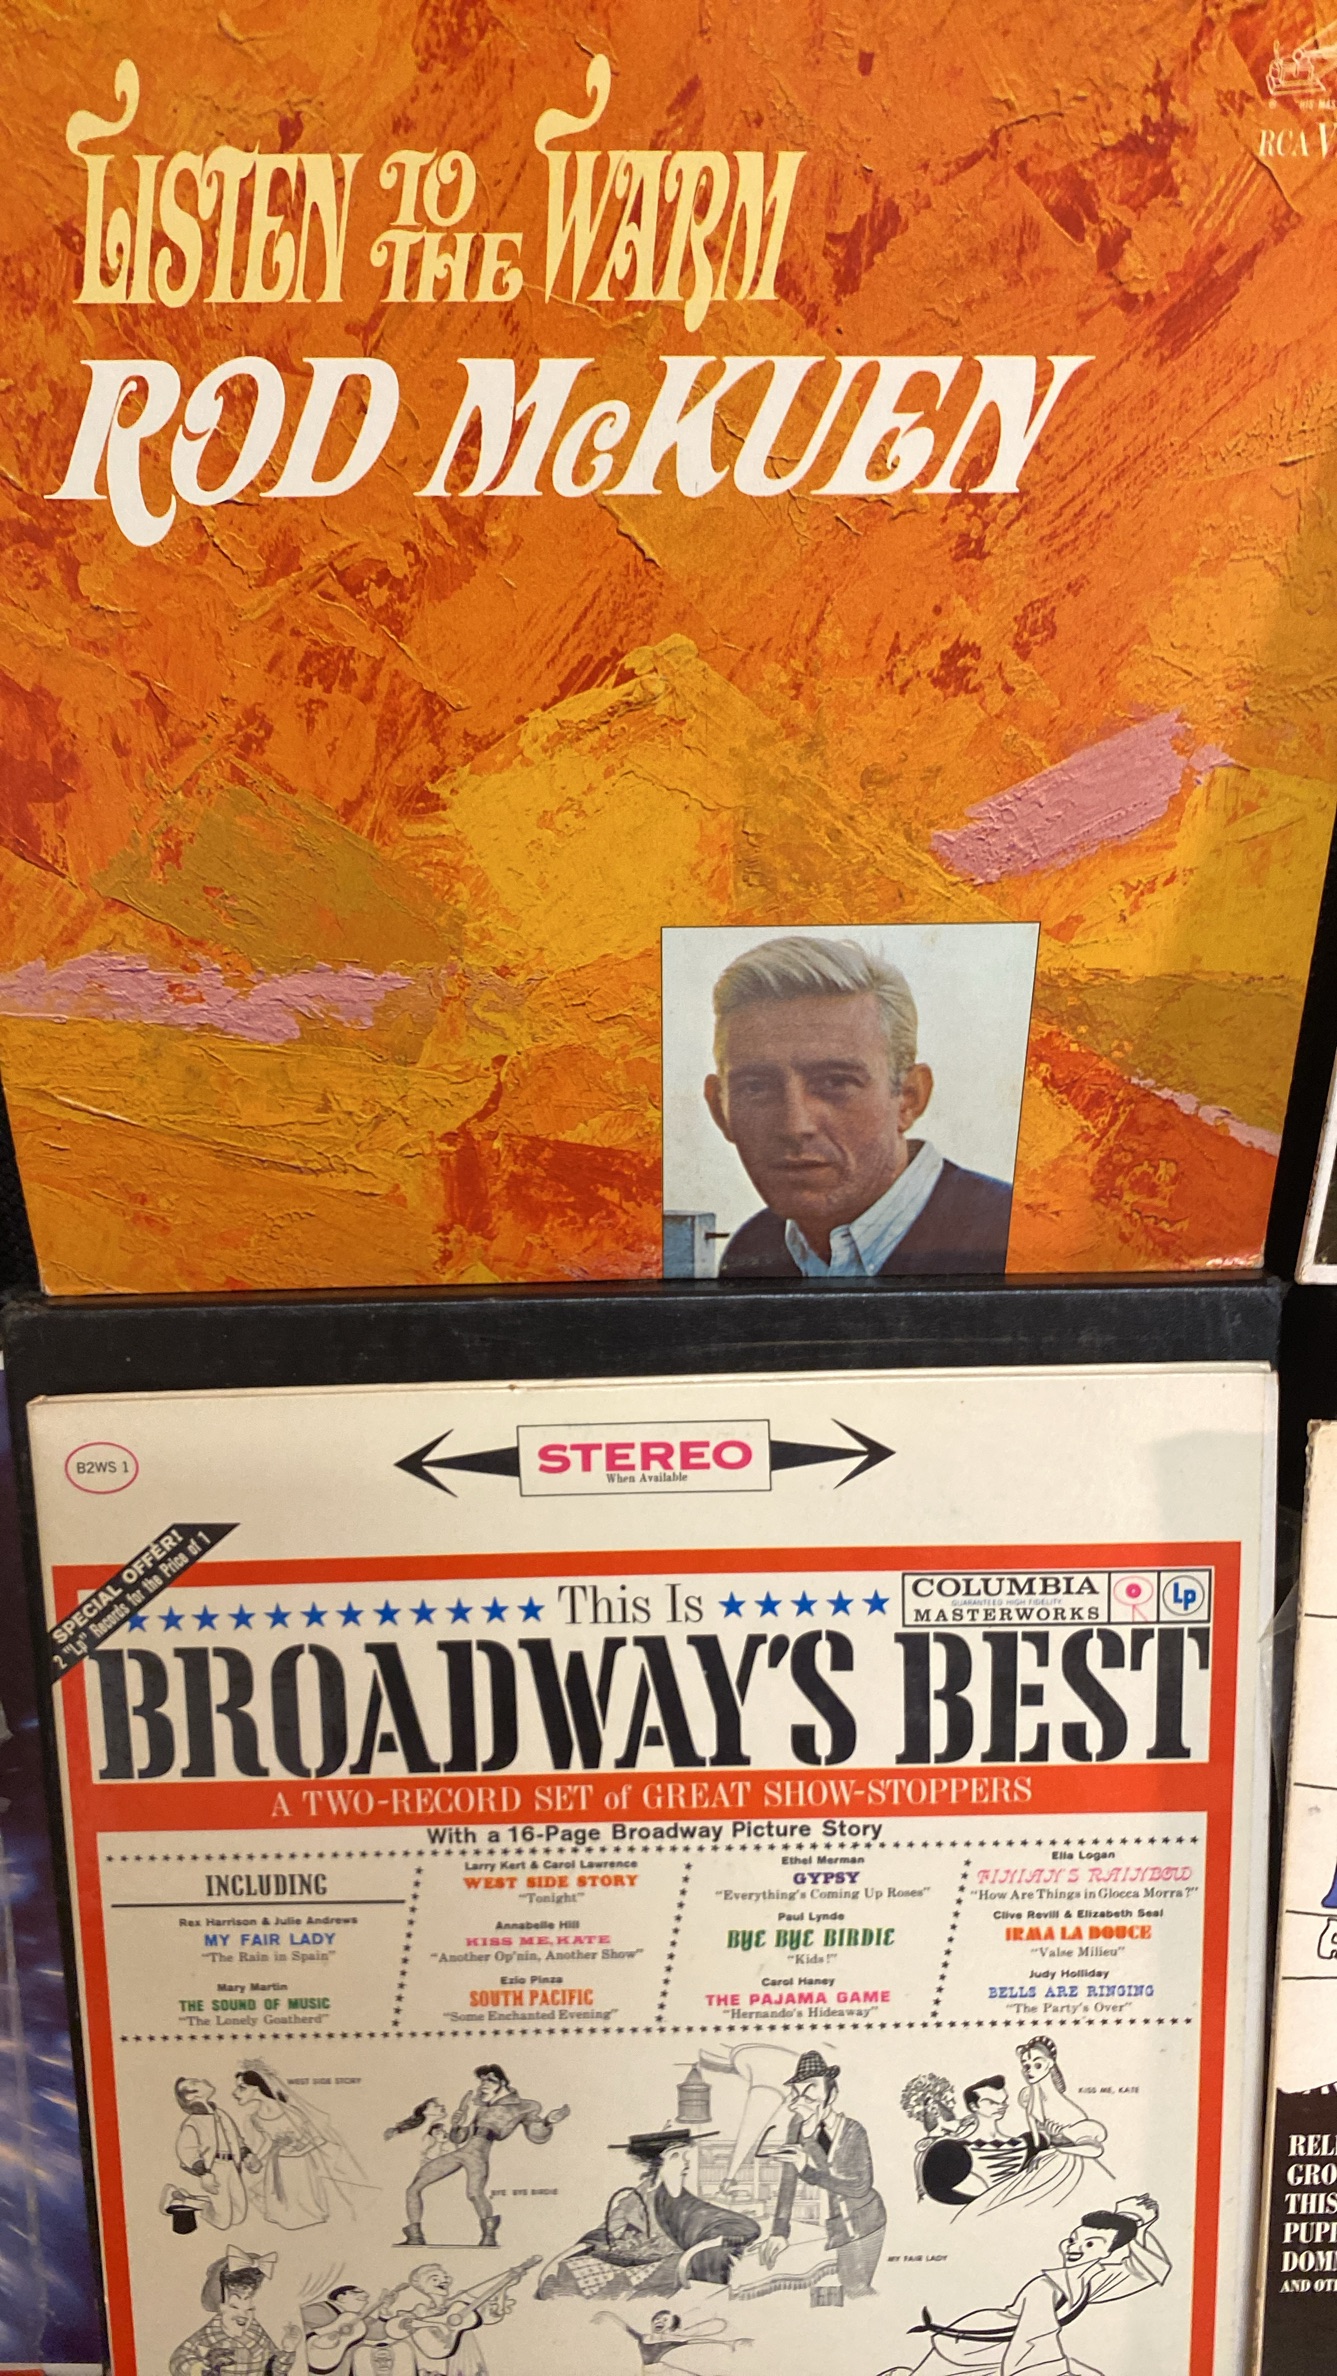 LISTEN TO THE WARM
ROD McKUEN
RCA
B2WS 1
STEREO
When Available
SPECIAL OFFER!
2 "Lp" Records for the Price of 1
This Is
COLUMBIA
GUARANTEED HIGH FIDELITY
MASTERWORKS
Lp
BROADWAY'S BEST
A TWO-RECORD SET of GREAT SHOW-STOPPERS
With a 16-Page Broadway Picture Story
INCLUDING
Rex Harrison & Julie Andrews
MY FAIR LADY
"The Rain in Spain"
Mary Martin
THE SOUND OF MUSIC
"The Lonely Goatherd"
Larry Kert & Carol Lawrence
WEST SIDE STORY
"Tonight"
Annabelle Hill
KISS ME, KATE
"Another Op'nin, Another Show"
Ezio Pinza
SOUTH PACIFIC
"Some Enchanted Evening"
Ethel Merman
GYPSY
"Everything's Coming Up Roses"
Paul Lynde
BYE BYE BIRDIE
"Kids!"
Carol Haney
THE PAJAMA GAME
"Hernando's Hideaway"
Ella Logan
FINIAN'S RAINBOW
"How Are Things in Glocca Morra?"
Clive Revill & Elizabeth Seal
IRMA LA DOUCE
"Valse Milieu"
Judy Holliday
BELLS ARE RINGING
"The Party's Over"
WEST SIDE STORY
BYE BYE BIRDIE
KISS ME, KATE
MY FAIR LADY
THIS